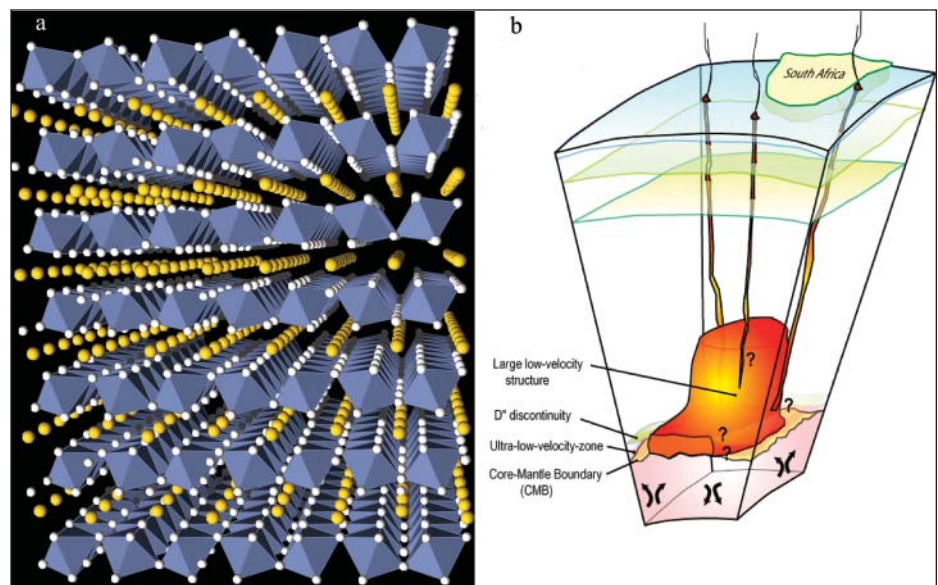 a
b
South Africa
?
Large low-velocity
structure
D" discontinuity
?
?
Ultra-low-velocity-zone
?
Core-Mantle Boundary
(CMB)